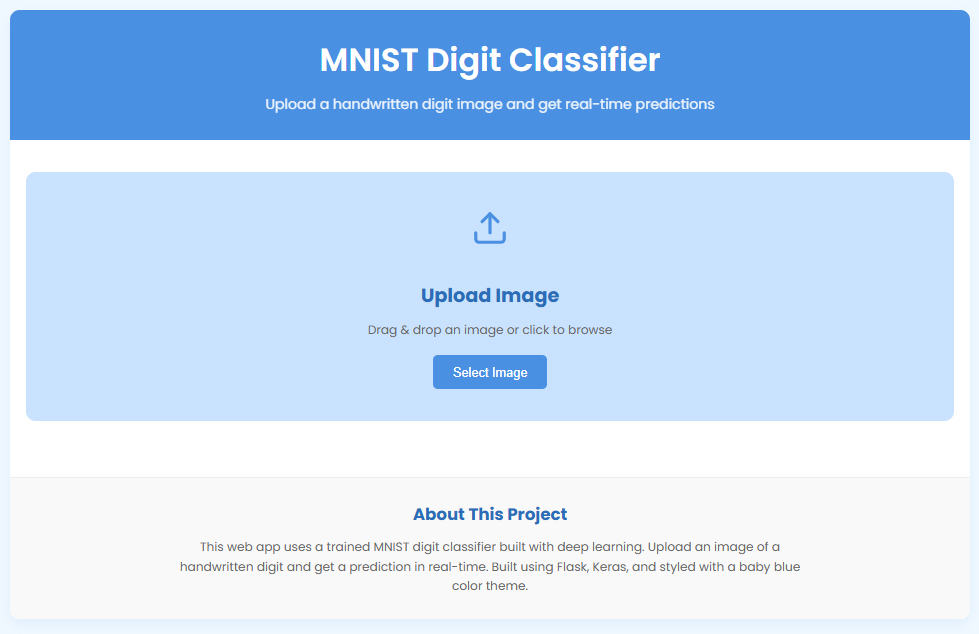 MNIST Digit Classifier
Upload a handwritten digit image and get real-time predictions
Upload Image
Drag & drop an image or click to browse
Select Image
About This Project
This web app uses a trained MNIST digit classifier built with deep learning. Upload an image of a
handwritten digit and get a prediction in real-time. Built using Flask, Keras, and styled with a baby blue
color theme.